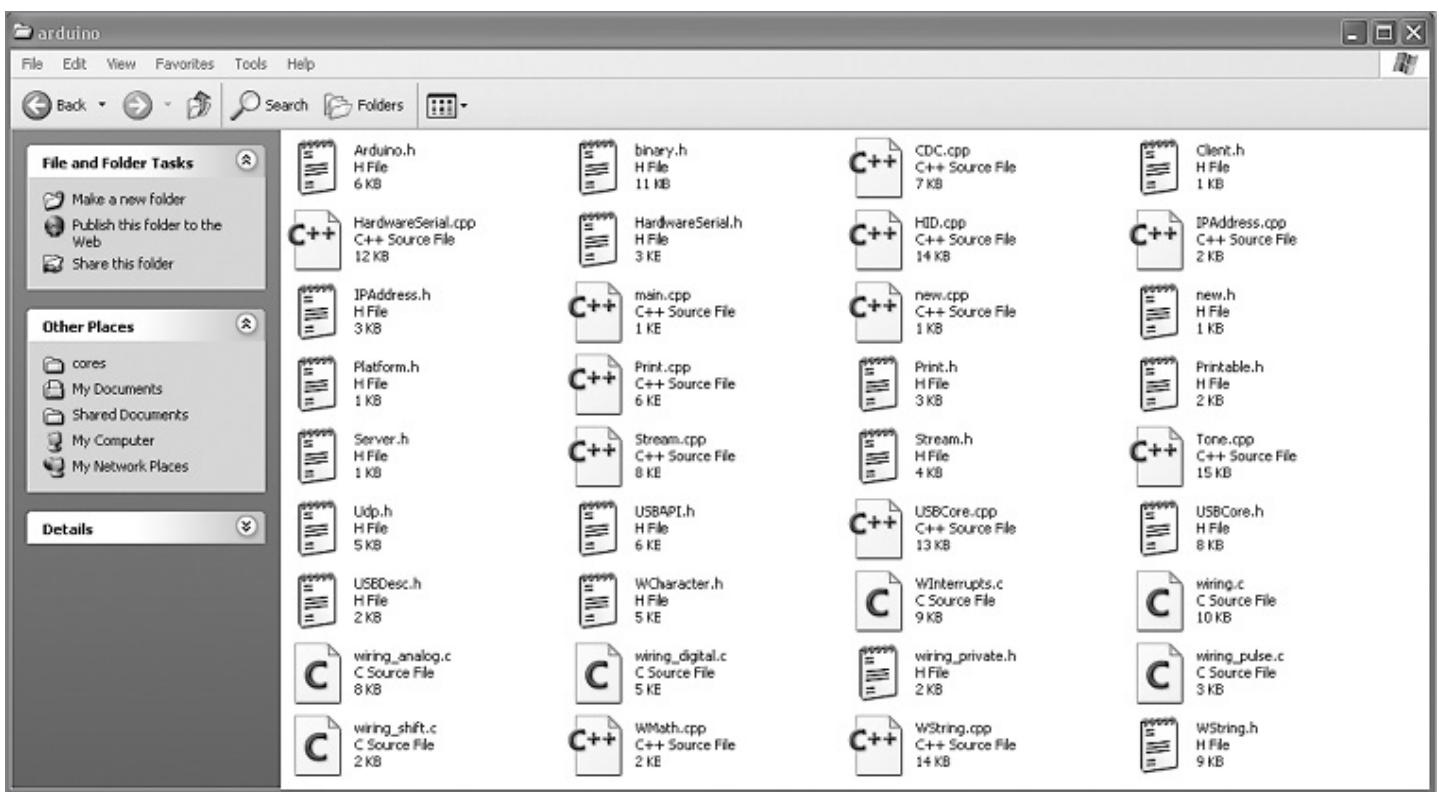 arduino
File Edit View Favorites Tools Help
Back Search Folders
File and Folder Tasks
Make a new folder
Publish this folder to the
Web
Share this folder
Other Places
cores
My Documents
Shared Documents
My Computer
My Network Places
Details
Arduino.h
H File
6 KB
binary.h
H File
11 KB
C++
CDC.cpp
C++ Source File
7 KB
Client.h
H File
1 KB
C++
HardwareSerial.cpp
C++ Source File
12 KB
HardwareSerial.h
H File
3 KE
C++
HID.cpp
C++ Source File
14 KB
C++
IPAddress.cpp
C++ Source File
2 KB
IPAddress.h
H File
3 KB
C++
main.cpp
C++ Source File
1 KE
C++
new.cpp
C++ Source File
1 KB
new.h
H File
1 KB
Platform.h
H File
1 KB
C++
Print.cpp
C++ Source File
6 KE
Print.h
H File
3 KB
Printable.h
H File
2 KB
Server.h
H File
1 KB
C++
Stream.cpp
C++ Source File
8 KE
Stream.h
H File
4 KB
C++
Tone.cpp
C++ Source File
15 KB
Udp.h
H File
5 KB
USBAPI.h
H File
6 KE
C++
USBCore.cpp
C++ Source File
13 KB
USBCore.h
H File
8 KB
USBDesc.h
H File
2 KB
WCharacter.h
H File
5 KE
C
WInterrupts.c
C Source File
9 KB
C
wiring.c
C Source File
10 KB
C
wiring_analog.c
C Source File
8 KB
C
wiring_digital.c
C Source File
5 KE
wiring_private.h
H File
2 KB
C
wiring_pulse.c
C Source File
3 KB
C
wiring_shift.c
C Source File
2 KB
C++
WMath.cpp
C++ Source File
2 KE
C++
WString.cpp
C++ Source File
14 KB
WString.h
H File
9 KB